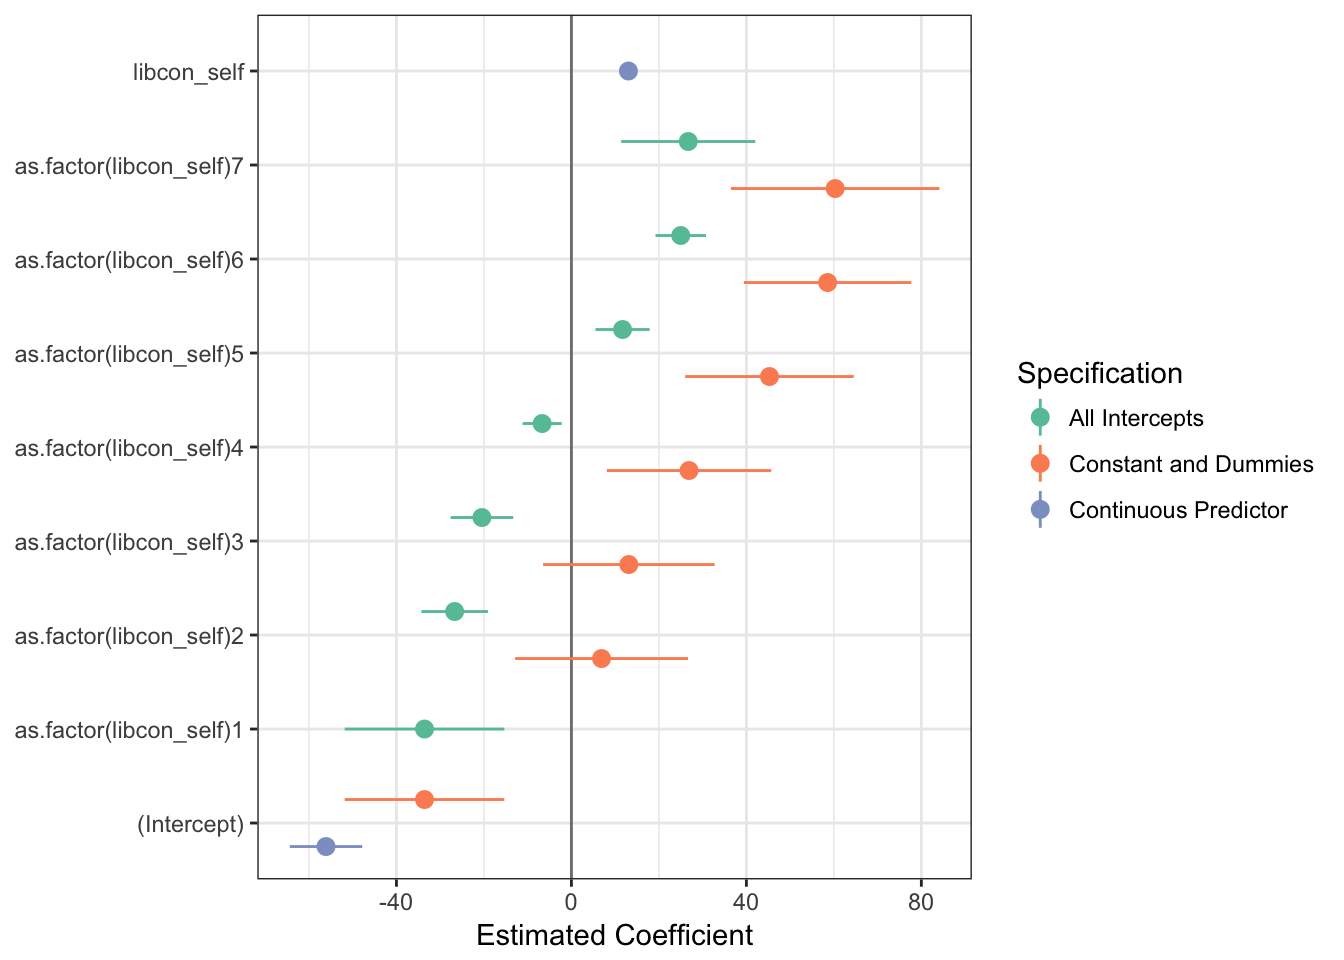 libcon_self
as.factor(libcon_self)7
as.factor(libcon_self)6
as.factor(libcon_self)5
as.factor(libcon_self)4
as.factor(libcon_self)3
as.factor(libcon_self)2
as.factor(libcon_self)1
(Intercept)
-40
0
40
80
Estimated Coefficient
Specification
All Intercepts
Constant and Dummies
Continuous Predictor